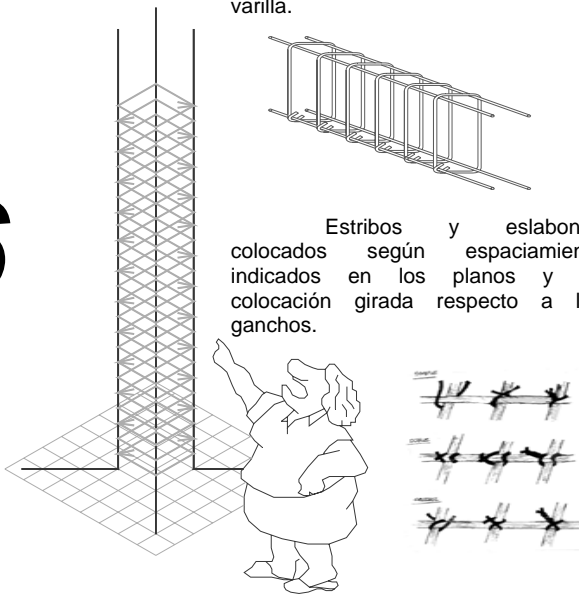 varilla.
Estribos y eslabon
colocados según espaciamien
indicados en los planos y
colocación girada respecto a l
ganchos.